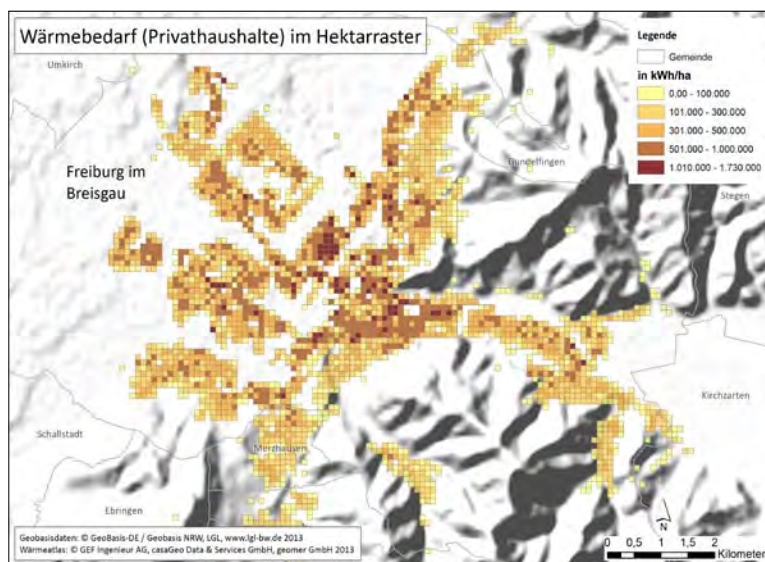 Wärmebedarf (Privathaushalte) im Hektarraster
Umkirch
Freiburg im
Breisgau
Legende
Gemeinde
in kWh/ha
0,00 - 100.000
101.000 - 300.000
301.000 - 500.000
501.000 - 1.000.000
1.010.000 - 1.730.000
Gundelfingen
Stegen
Kirchzarten
Schallstadt
Merzhausen
Ebringen
N
0 0,5 1 1,5 2
Kilometer
Geobasisdaten: © GeoBasis-DE / Geobasis NRW, LGL, www.lgl-bw.de 2013
Wärmeatlas: © GEF Ingenieur AG, casaGeo Data & Services GmbH, geomer GmbH 2013